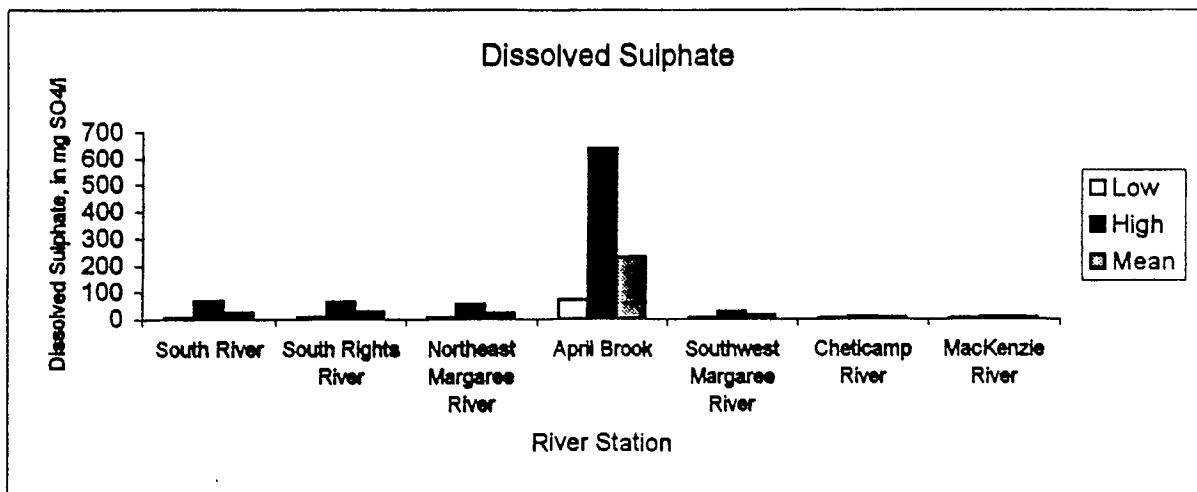 Dissolved Sulphate
Dissolved Sulphate, in mg SO4/l
700
600
500
400
300
200
100
0
South River
South Rights
River
Northeast
Margaree
River
April Brook
Southwest
Margaree
River
Cheticamp
River
MacKenzie
River
River Station
Low
High
Mean